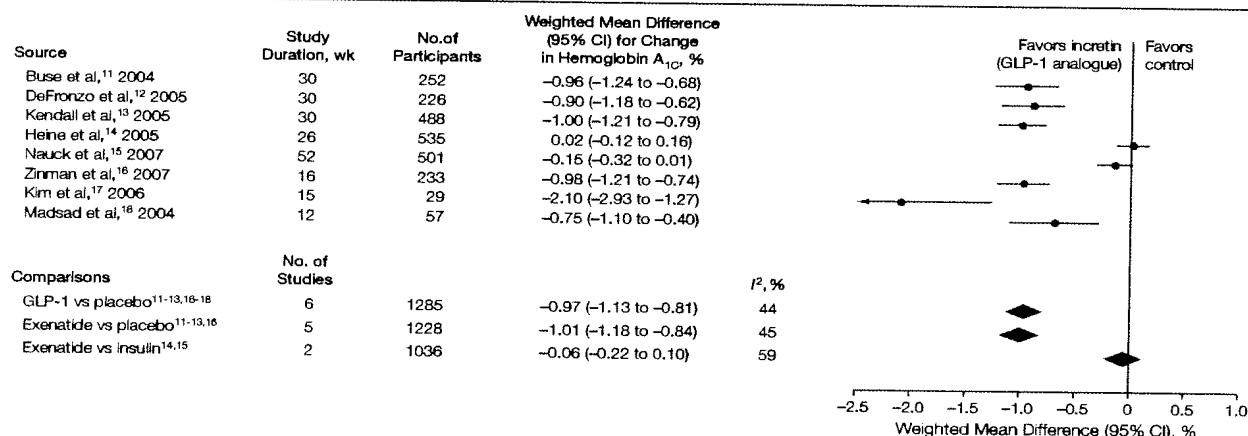 Weighted Mean Difference
Study No.of (95% CI) for Change Favors incretin Favors
Source Duration, wk Participants in Hemoglobin A1C, % (GLP-1 analogue) control
Buse et al,11 2004 30 252 −0.96 (−1.24 to −0.68)
DeFronzo et al,12 2005 30 226 −0.90 (−1.18 to −0.62)
Kendall et al,13 2005 30 488 −1.00 (−1.21 to −0.79)
Heine et al,14 2005 26 535 0.02 (−0.12 to 0.16)
Nauck et al,15 2007 52 501 −0.15 (−0.32 to 0.01)
Zinman et al,16 2007 16 233 −0.98 (−1.21 to −0.74)
Kim et al,17 2006 15 29 −2.10 (−2.93 to −1.27)
Madsad et al,18 2004 12 57 −0.75 (−1.10 to −0.40)
No. of
Comparisons Studies I2, %
GLP-1 vs placebo11-13,16-18 6 1285 −0.97 (−1.13 to −0.81) 44
Exenatide vs placebo11-13,16 5 1228 −1.01 (−1.18 to −0.84) 45
Exenatide vs insulin14,15 2 1036 −0.06 (−0.22 to 0.10) 59
−2.5 −2.0 −1.5 −1.0 −0.5 0 0.5 1.0
Weighted Mean Difference (95% CI), %